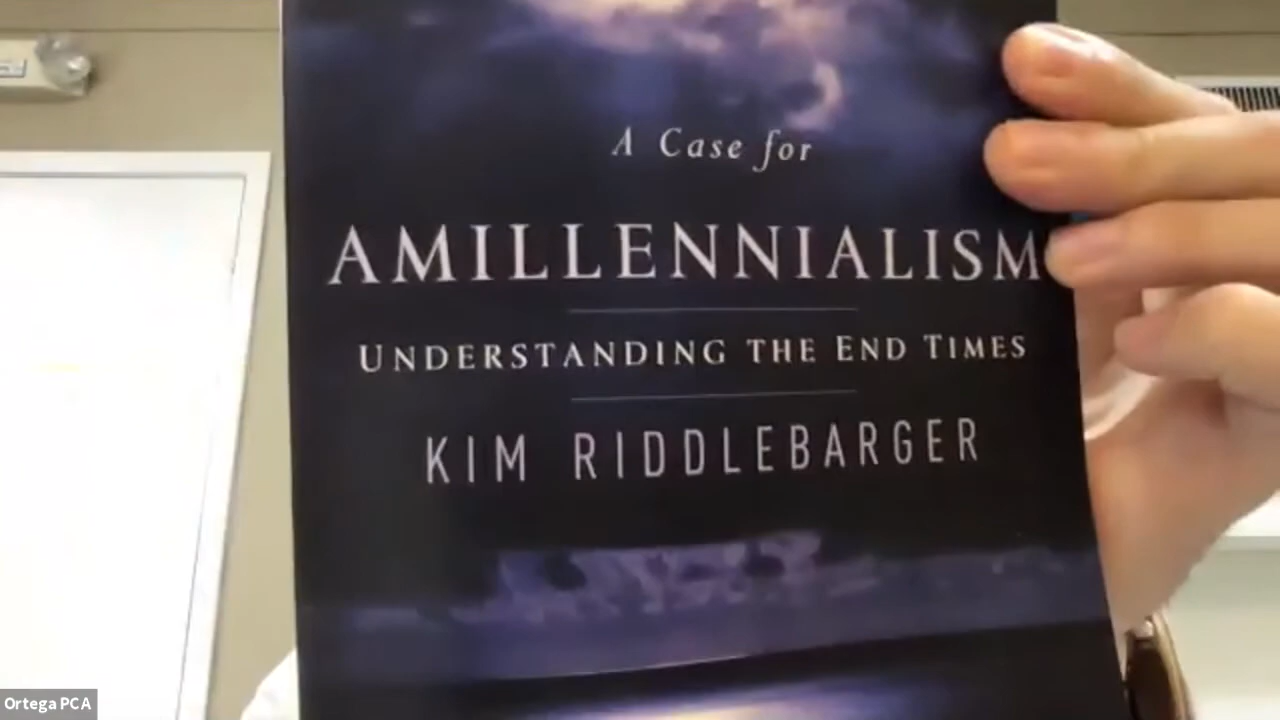 A Case for
AMILLENNIALISM
UNDERSTANDING THE END TIMES
KIM RIDDLEBARGER
Ortega PCA